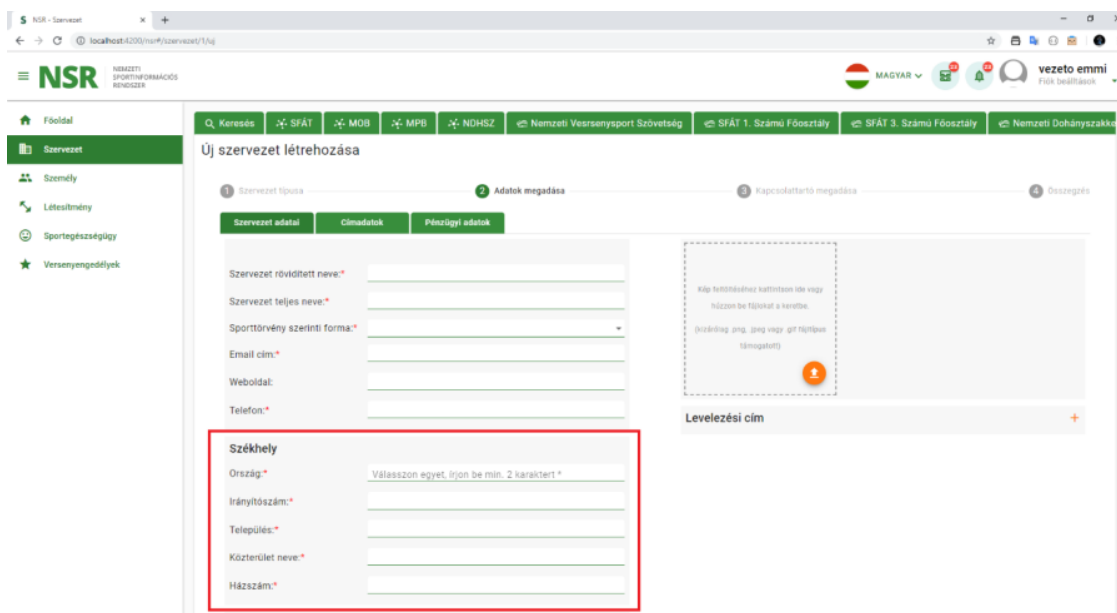 NSR - Szervezet
localhost:4200/nsr#/szervezet/1/uj
NSR
NEMZETI
SPORTINFORMÁCIÓS
RENDSZER
MAGYAR
vezeto emmi
Fiók beállítások
Főoldal
Szervezet
Személy
Létesítmény
Sportegészségügy
Versenyengedélyek
Keresés
SFÁT
MOB
MPB
NDHSZ
Nemzeti Vesrsenysport Szövetség
SFÁT 1. Számú Főosztály
SFÁT 3. Számú Főosztály
Nemzeti Dohányszakke
Új szervezet létrehozása
1 Szervezet típusa
2 Adatok megadása
3 Kapcsolattartó megadása
4 Összegzés
Szervezet adatai
Címadatok
Pénzügyi adatok
Szervezet rövidített neve:*
Szervezet teljes neve:*
Sporttörvény szerinti forma:*
Email cím:*
Weboldal:
Telefon:*
Kép feltöltéséhez kattintson ide vagy
húzzon be fájlokat a keretbe.
(kizárólag .png, .jpeg vagy .gif fájltípus
támogatott)
Levelezési cím
Székhely
Ország:*
Válasszon egyet, írjon be min. 2 karaktert *
Irányítószám:*
Település:*
Közterület neve:*
Házszám:*